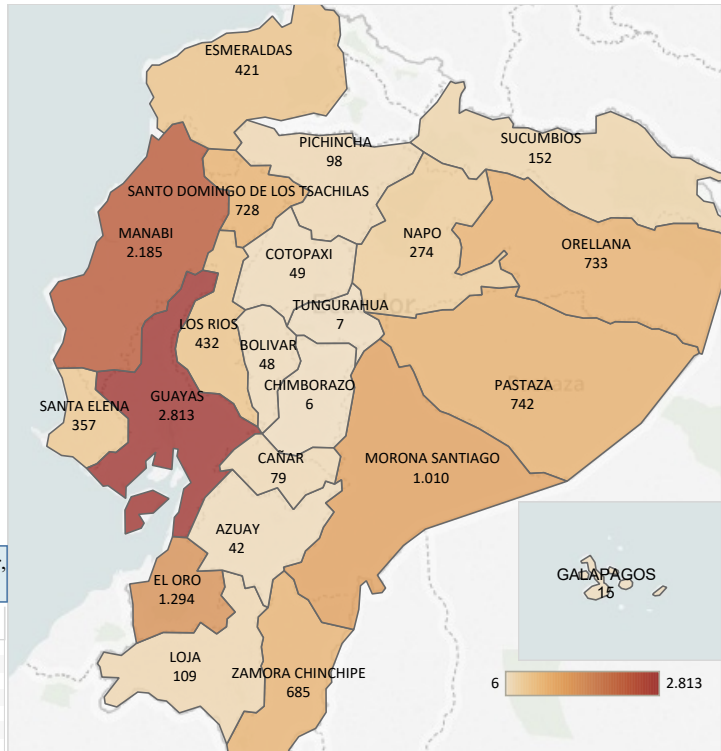 ESMERALDAS
421
PICHINCHA
98
SUCUMBIOS
152
SANTO DOMINGO DE LOS TSACHILAS
728
MANABI
2.185
NAPO
274
ORELLANA
733
COTOPAXI
49
TUNGURAHUA
7
LOS RIOS
432
BOLIVAR
48
CHIMBORAZO
6
PASTAZA
742
SANTA ELENA
357
GUAYAS
2.813
CAÑAR
79
MORONA SANTIAGO
1.010
AZUAY
42
EL ORO
1.294
GALAPAGOS
15
LOJA
109
ZAMORA CHINCHIPE
685
6
2.813